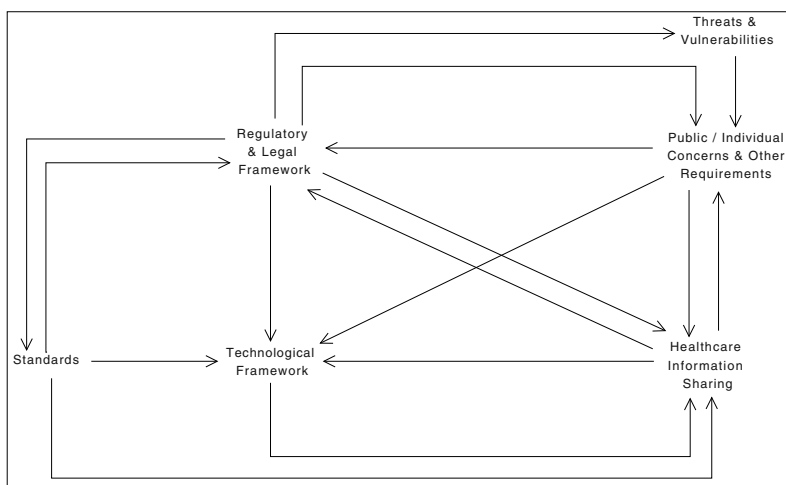 Threats &
Vulnerabilities
Regulatory
& Legal
Framework
Public / Individual
Concerns & Other
Requirements
Standards
Technological
Framework
Healthcare
Information
Sharing